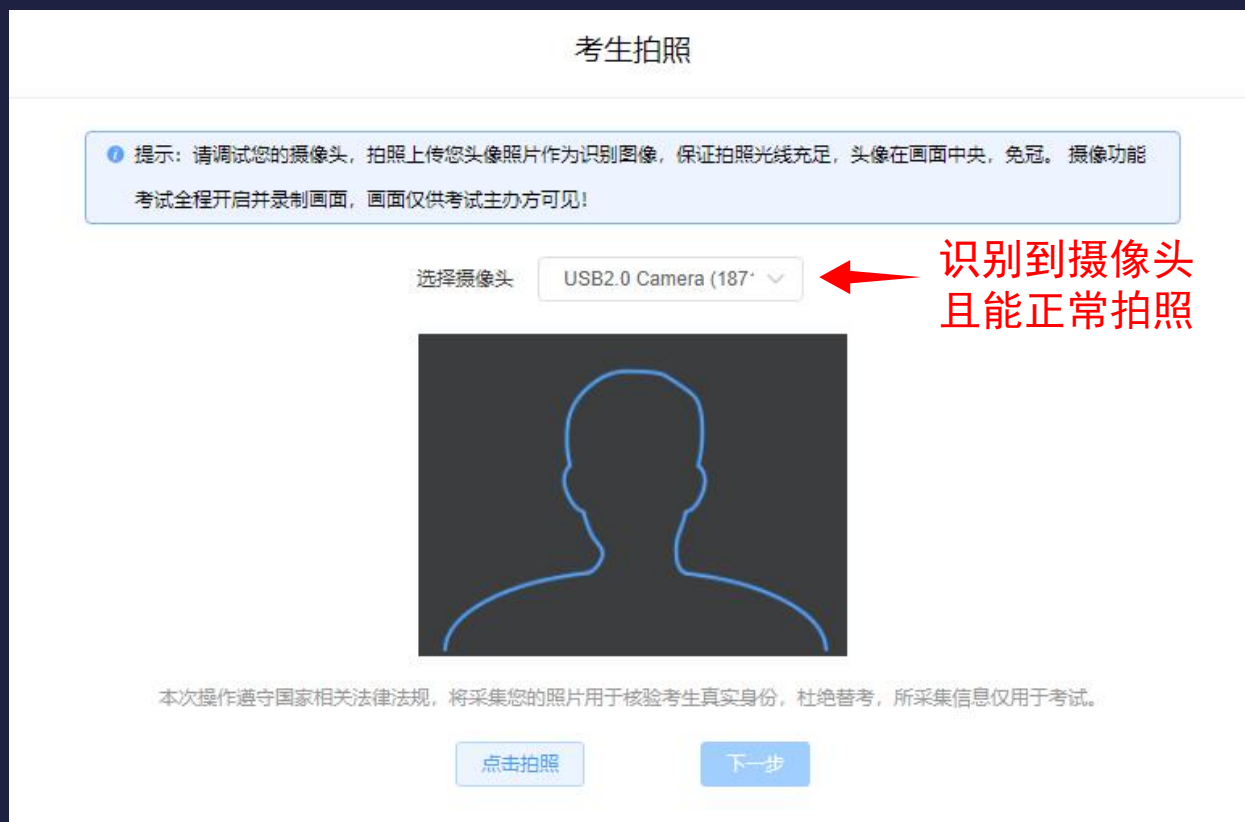 考生拍照
提示：请调试您的摄像头，拍照上传您头像照片作为识别图像，保证拍照光线充足，头像在画面中央，免冠。 摄像功能
考试全程开启并录制画面，画面仅供考试主办方可见！
选择摄像头 USB2.0 Camera (187
识别到摄像头
且能正常拍照
本次操作遵守国家相关法律法规，将采集您的照片用于核验考生真实身份，杜绝替考，所采集信息仅用于考试。
点击拍照 下一步